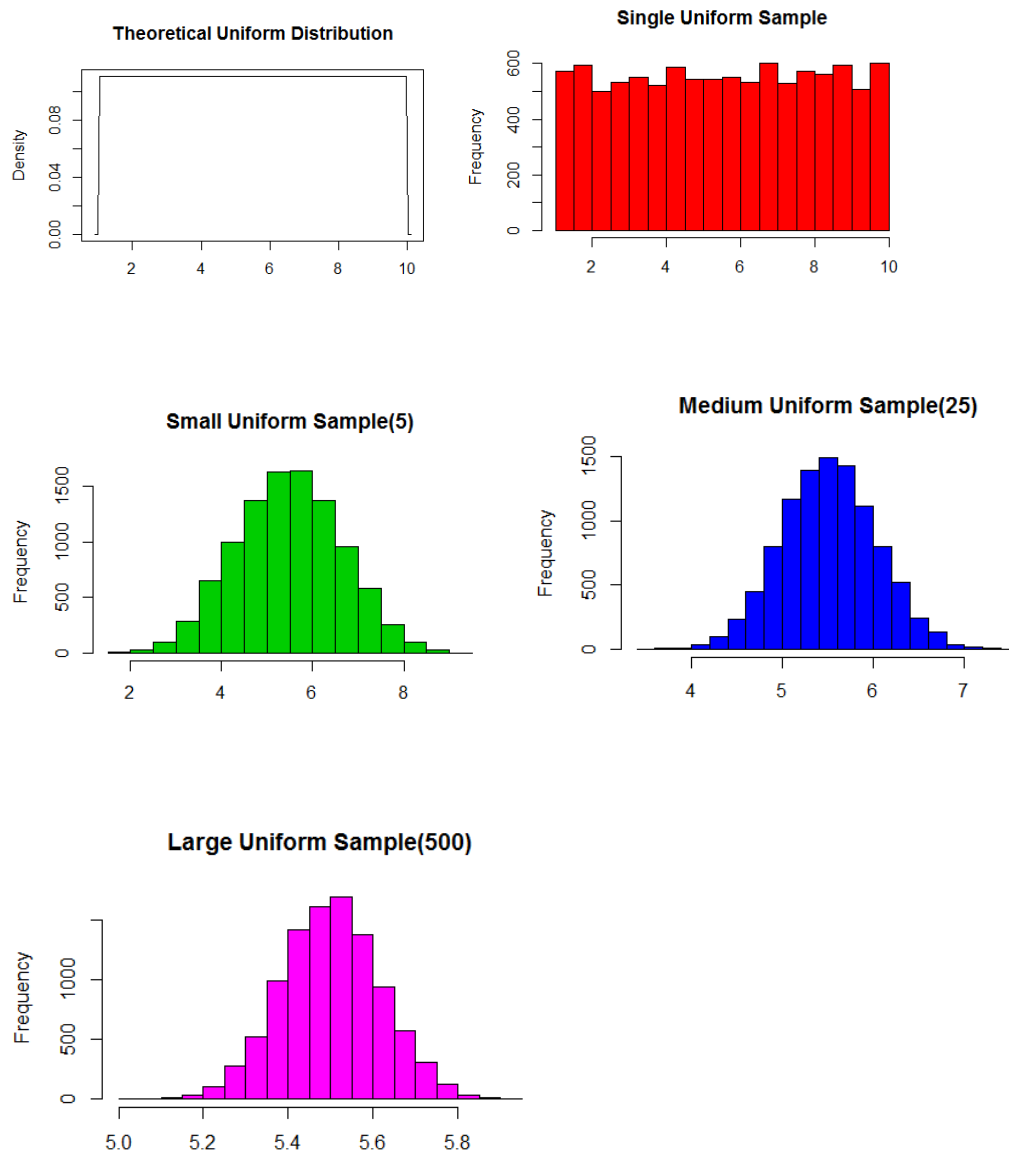 Theoretical Uniform Distribution
Density
0.00 0.04 0.08
2 4 6 8 10
Single Uniform Sample
Frequency
0 200 400 600
2 4 6 8 10
Small Uniform Sample(5)
Frequency
0 500 1000 1500
2 4 6 8
Medium Uniform Sample(25)
Frequency
0 500 1000 1500
4 5 6 7
Large Uniform Sample(500)
Frequency
0 500 1000
5.0 5.2 5.4 5.6 5.8